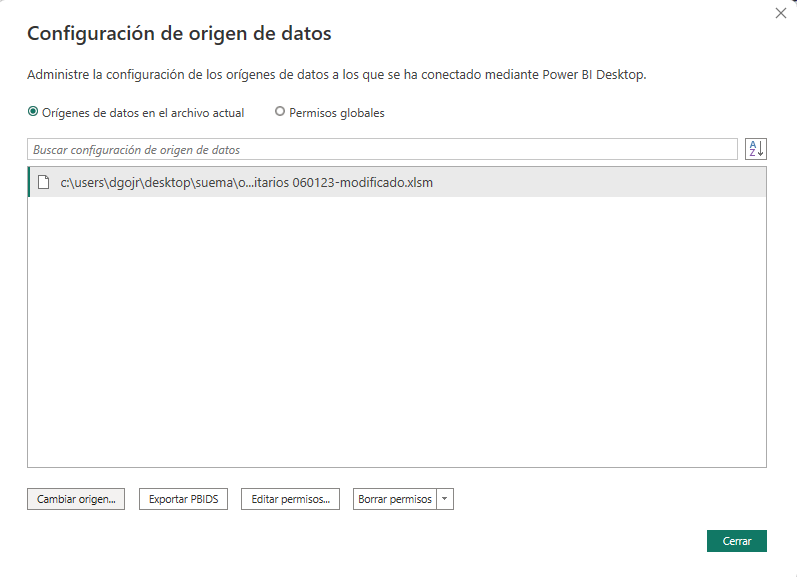 Configuración de origen de datos
Administre la configuración de los orígenes de datos a los que se ha conectado mediante Power BI Desktop.
Orígenes de datos en el archivo actual Permisos globales
Buscar configuración de origen de datos
A
Z
c:\users\dgojr\desktop\suema\o...itarios 060123-modificado.xlsm
Cambiar origen... Exportar PBIDS Editar permisos... Borrar permisos
Cerrar